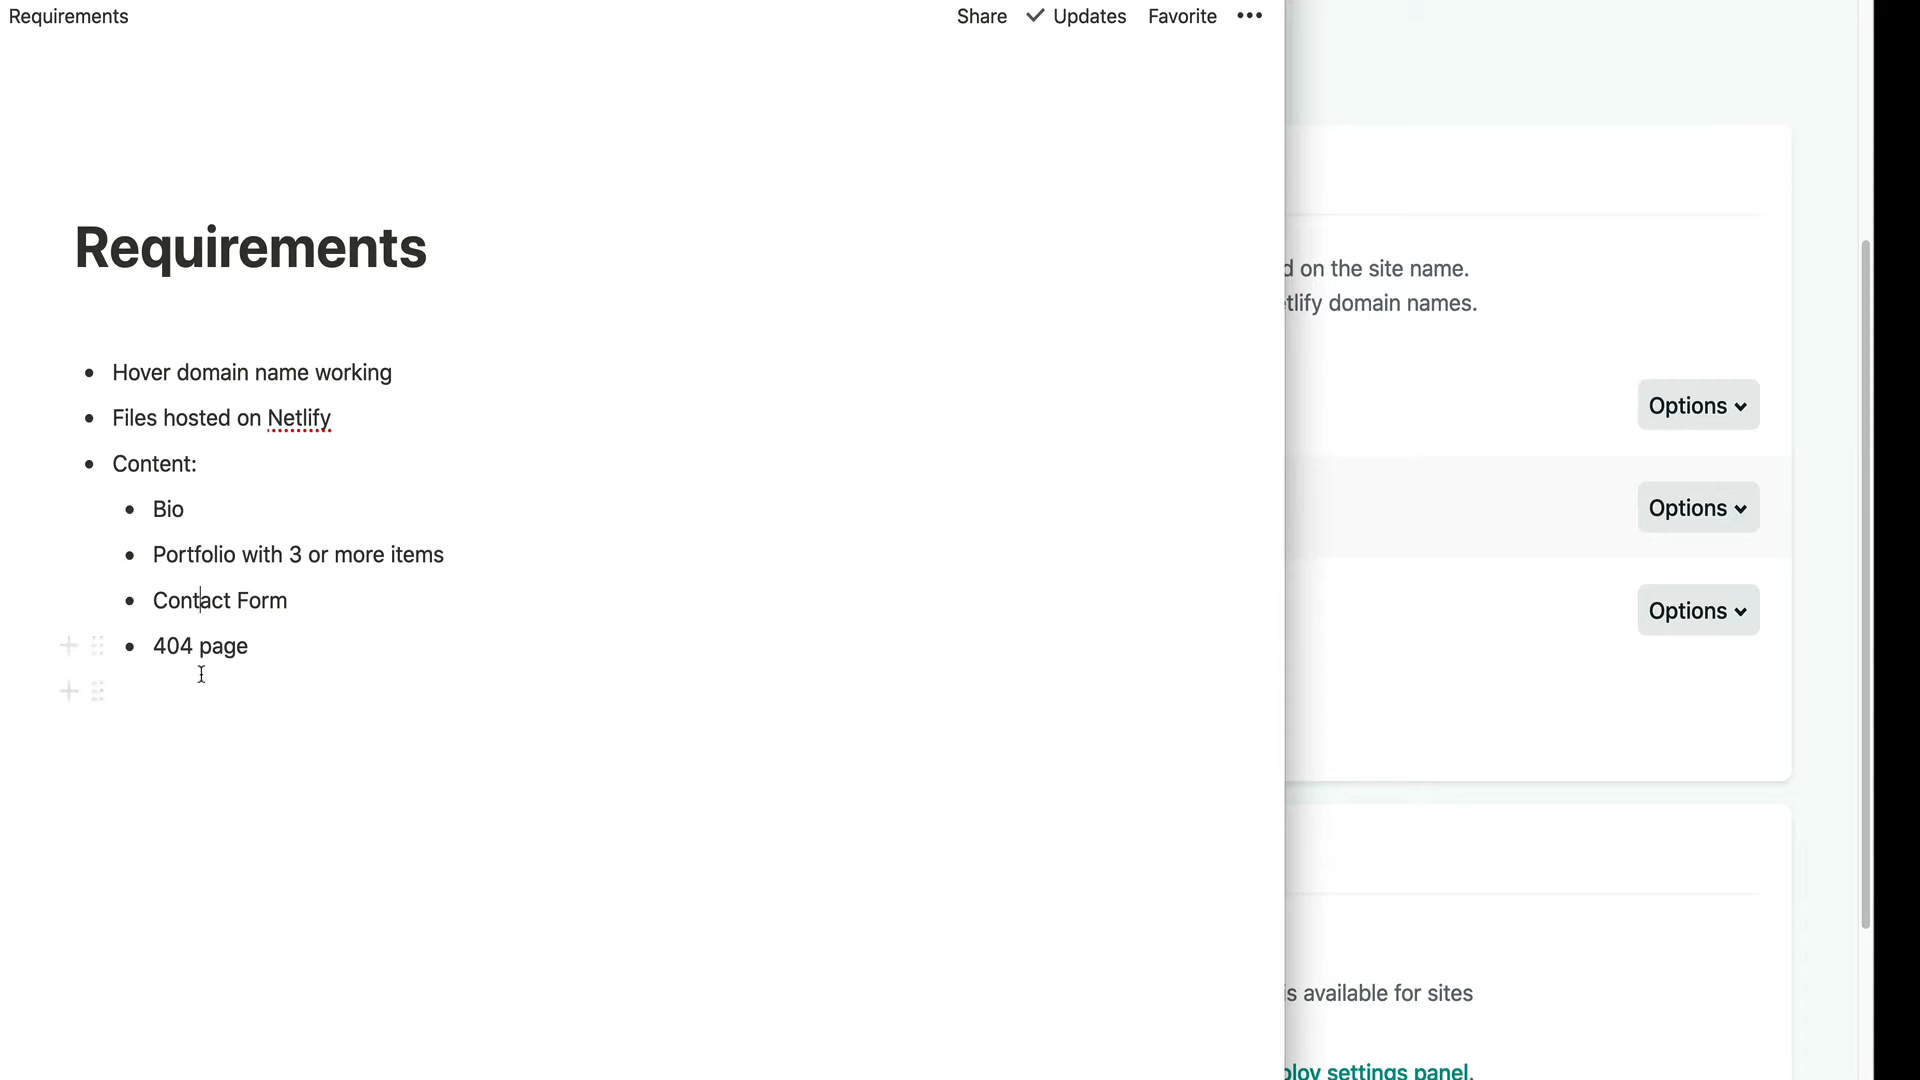 Requirements
Share ✓ Updates Favorite •••
Requirements
• Hover domain name working
• Files hosted on Netlify
• Content:
• Bio
• Portfolio with 3 or more items
• Contact Form
• 404 page
d on the site name.
tlify domain names.
Options
Options
Options
is available for sites
ploy settings panel.